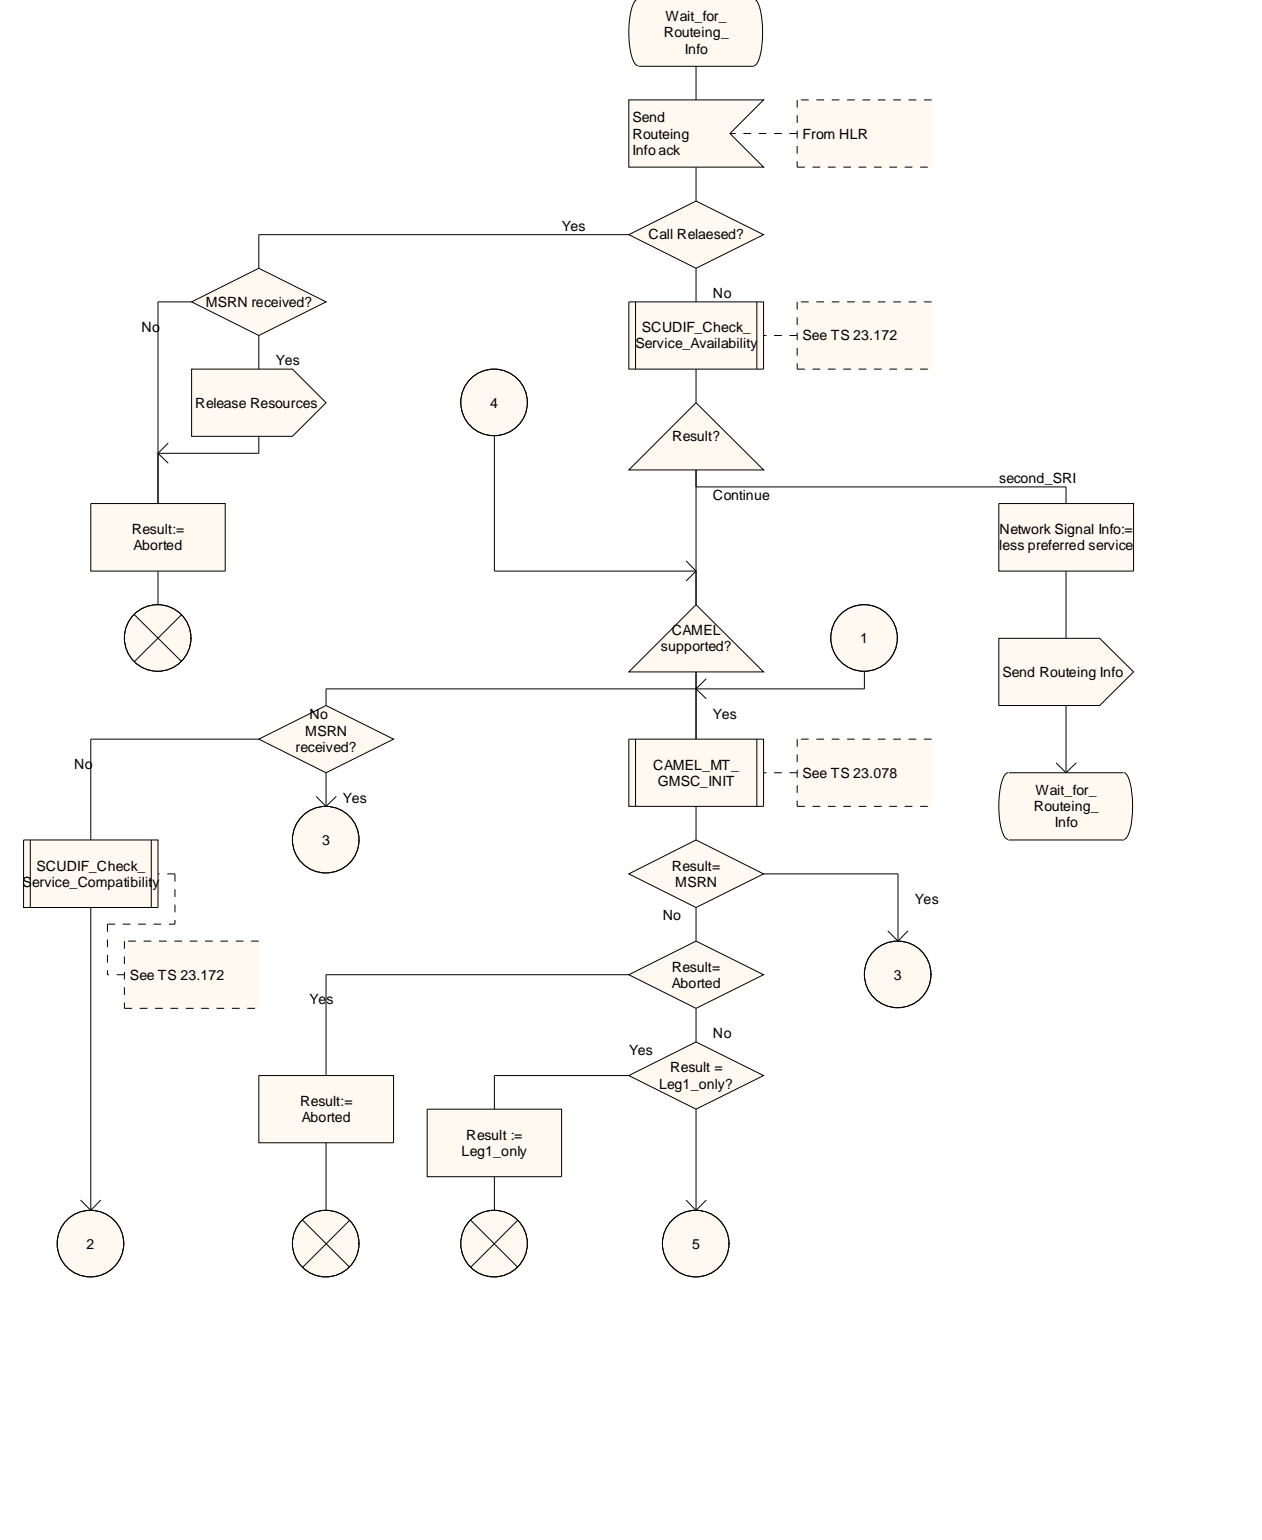 Wait_for_
Routeing_
Info
Send
Routeing
Info ack
From HLR
Yes
Call Relaesed?
MSRN received?
No
No
SCUDIF_Check_
Service_Availability
See TS 23.172
Yes
Release Resources
4
Result?
second_SRI
Continue
Result:=
Aborted
Network Signal Info:=
less preferred service
CAMEL
supported?
1
Send Routeing Info
No
MSRN
received?
Yes
No
CAMEL_MT_
GMSC_INIT
See TS 23.078
Yes
3
Wait_for_
Routeing_
Info
SCUDIF_Check_
Service_Compatibility
Result=
MSRN
Yes
No
See TS 23.172
Result=
Aborted
3
Yes
No
Yes
Result =
Leg1_only?
Result:=
Aborted
Result :=
Leg1_only
2
5